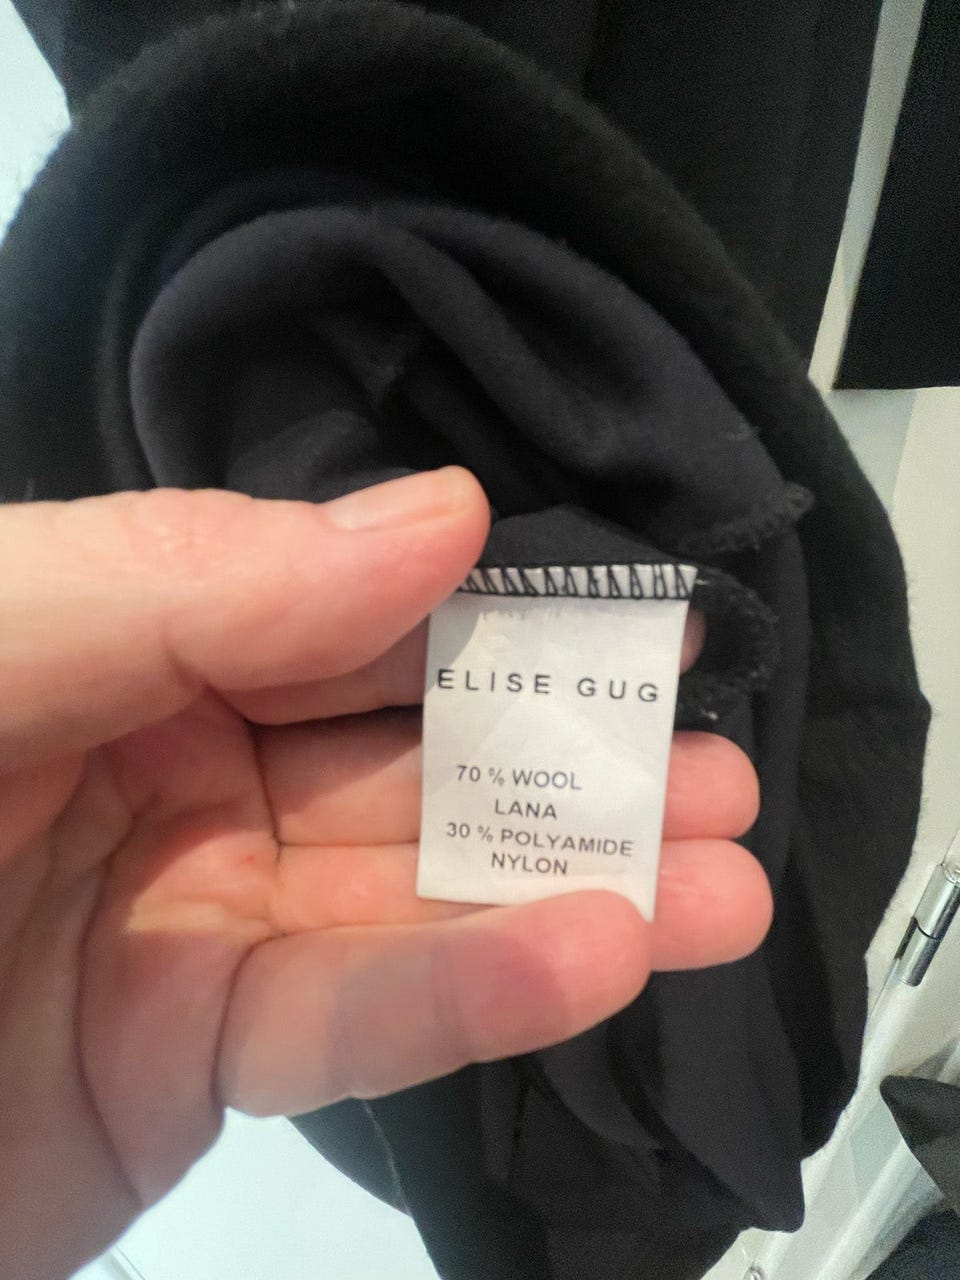 ELISE GUG
70 % WOOL
LANA
30 % POLYAMIDE
NYLON